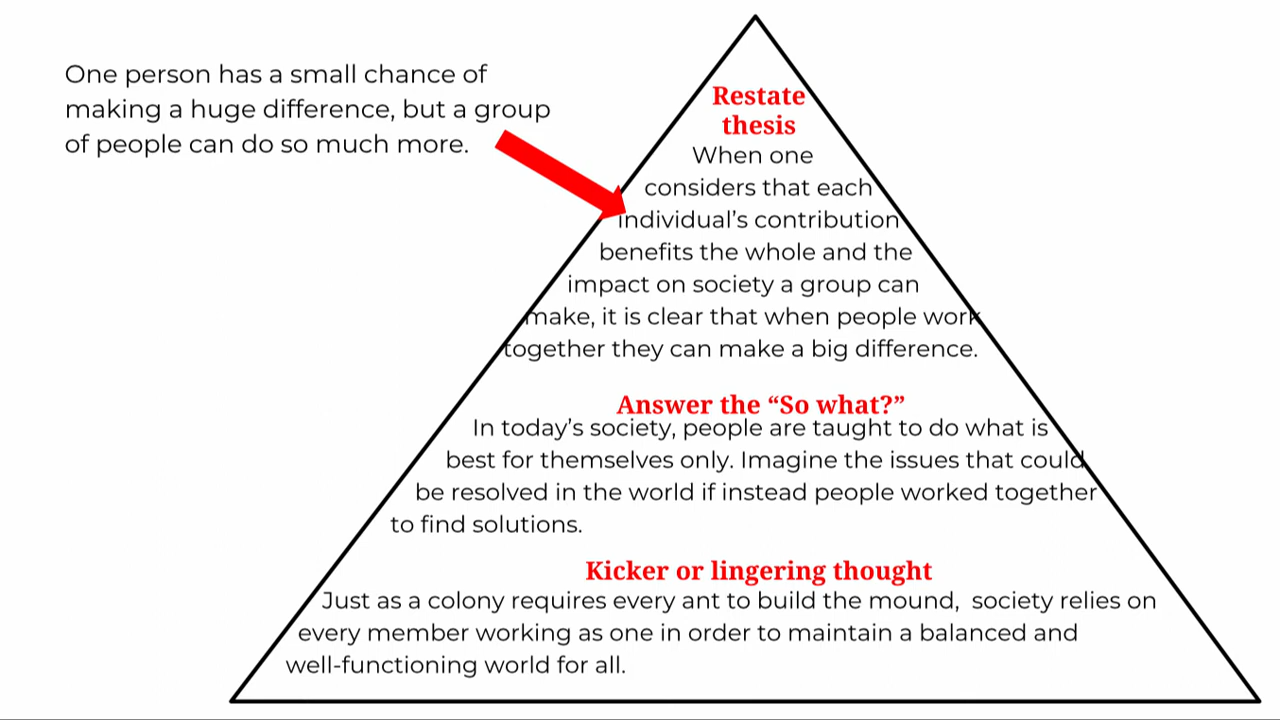 One person has a small chance of
making a huge difference, but a group
of people can do so much more.
Restate
thesis
When one
considers that each
individual's contribution
benefits the whole and the
impact on society a group can
make, it is clear that when people work
together they can make a big difference.
Answer the “So what?”
In today's society, people are taught to do what is
best for themselves only. Imagine the issues that could
be resolved in the world if instead people worked together
to find solutions.
Kicker or lingering thought
Just as a colony requires every ant to build the mound,  society relies on
every member working as one in order to maintain a balanced and
well-functioning world for all.